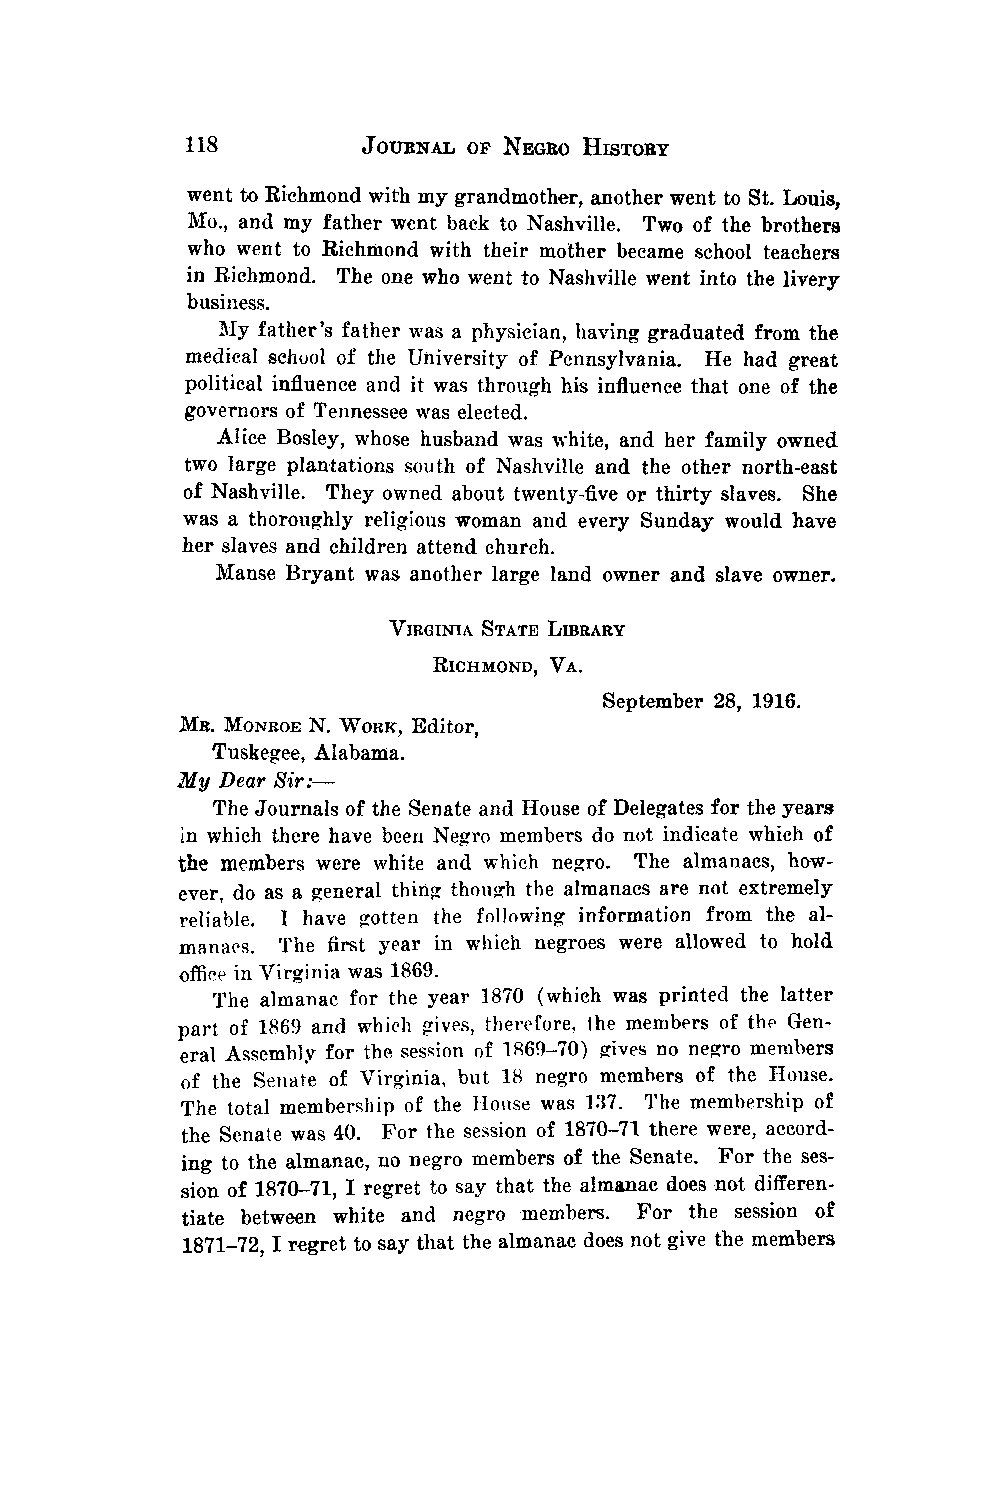 118 JOURNAL OF NEGRO HISTORY
went to Richmond with my grandmother, another went to St. Louis,
Mo., and my father went back to Nashville. Two of the brothers
who went to Richmond with their mother became school teachers
in Richmond. The one who went to Nashville went into the livery
business.
My father's father was a physician, having graduated from the
medical school of the University of Pennsylvania. He had great
political influence and it was through his influence that one of the
governors of Tennessee was elected.
Alice Bosley, whose husband was white, and her family owned
two large plantations south of Nashville and the other north-east
of Nashville. They owned about twenty-five or thirty slaves. She
was a thoroughly religious woman and every Sunday would have
her slaves and children attend church.
Manse Bryant was another large land owner and slave owner.
VIRGINIA STATE LIBRARY
RICHMOND, VA.
September 28, 1916.
MR. MONROE N. WORK, Editor,
Tuskegee, Alabama.
My Dear Sir:—
The Journals of the Senate and House of Delegates for the years
in which there have been Negro members do not indicate which of
the members were white and which negro. The almanacs, how-
ever, do as a general thing though the almanacs are not extremely
reliable. I have gotten the following information from the al-
manacs. The first year in which negroes were allowed to hold
office in Virginia was 1869.
The almanac for the year 1870 (which was printed the latter
part of 1869 and which gives, therefore, the members of the Gen-
eral Assembly for the session of 1869–70) gives no negro members
of the Senate of Virginia, but 18 negro members of the House.
The total membership of the House was 137. The membership of
the Senate was 40. For the session of 1870–71 there were, accord-
ing to the almanac, no negro members of the Senate. For the ses-
sion of 1870–71, I regret to say that the almanac does not differen-
tiate between white and negro members. For the session of
1871–72, I regret to say that the almanac does not give the members